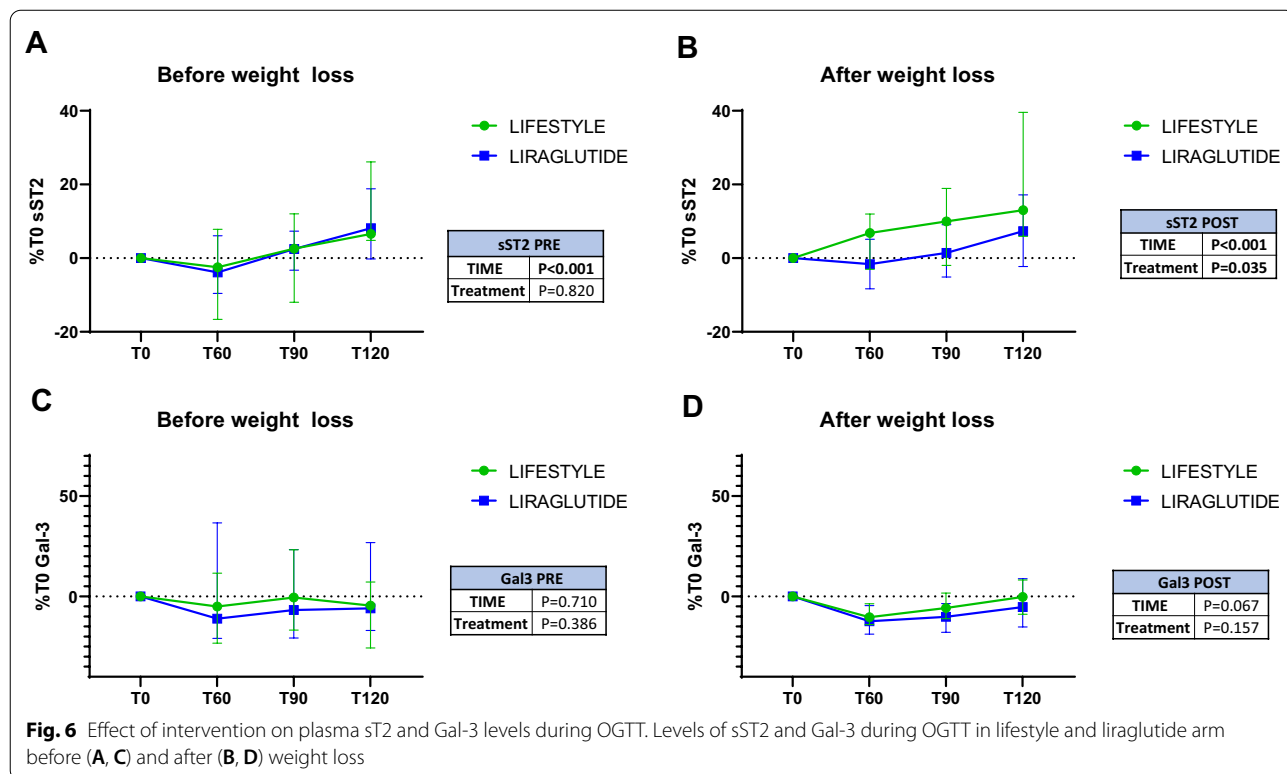 A
Before weight loss
40
20
0
-20
%T0 sST2
T0 T60 T90 T120
LIFESTYLE
LIRAGLUTIDE
sST2 PRE
TIME P<0.001
Treatment P=0.820
B
After weight loss
40
20
0
-20
%T0 sST2
T0 T60 T90 T120
LIFESTYLE
LIRAGLUTIDE
sST2 POST
TIME P<0.001
Treatment P=0.035
C
Before weight loss
50
0
%T0 Gal-3
T0 T60 T90 T120
LIFESTYLE
LIRAGLUTIDE
Gal3 PRE
TIME P=0.710
Treatment P=0.386
D
After weight loss
50
0
%T0 Gal-3
T0 T60 T90 T120
LIFESTYLE
LIRAGLUTIDE
Gal3 POST
TIME P=0.067
Treatment P=0.157
Fig. 6 Effect of intervention on plasma sT2 and Gal-3 levels during OGTT. Levels of sST2 and Gal-3 during OGTT in lifestyle and liraglutide arm
before (A, C) and after (B, D) weight loss